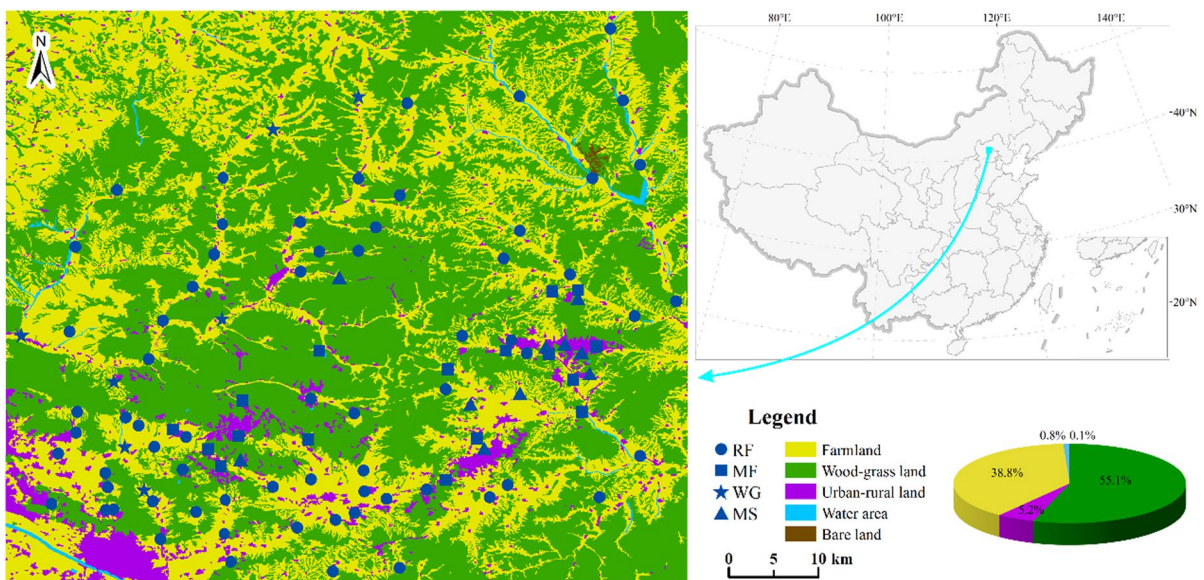 N
80°E
100°E
120°E
140°E
40°N
30°N
20°N
Legend
RF
MF
WG
MS
Farmland
Wood-grass land
Urban-rural land
Water area
Bare land
0 10 km
0.8% 0.1%
38.8%
55.1%
5.2%